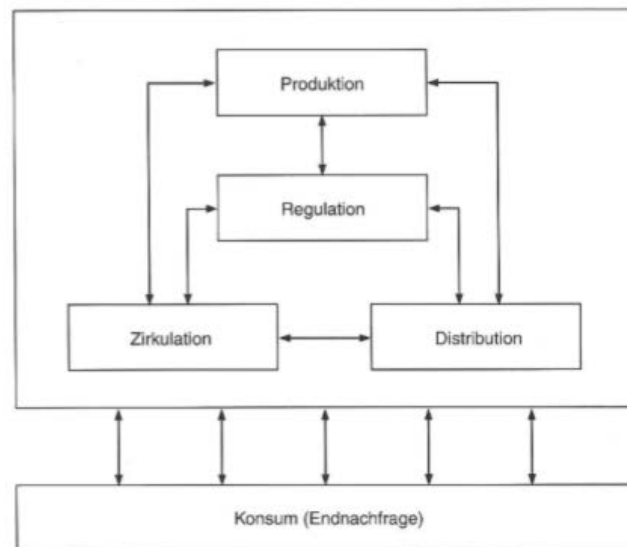 Produktion
Regulation
Zirkulation
Distribution
Konsum (Endnachfrage)